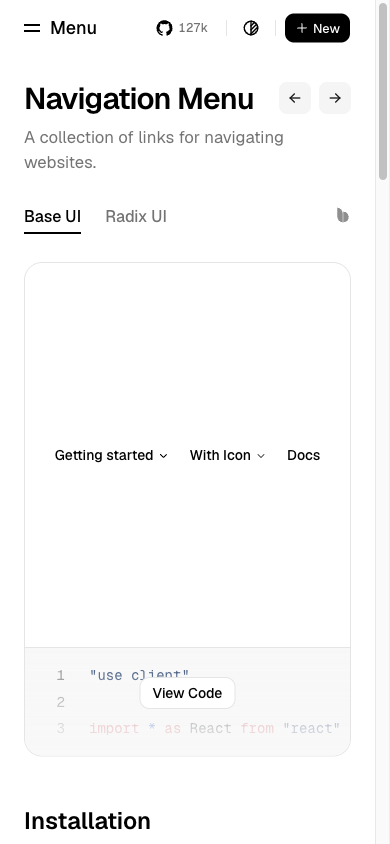 Menu
127k
New
Navigation Menu
A collection of links for navigating
websites.
Base UI
Radix UI
Getting started
With Icon
Docs
1 "use client"
2
View Code
3 import * as React from "react"
Installation